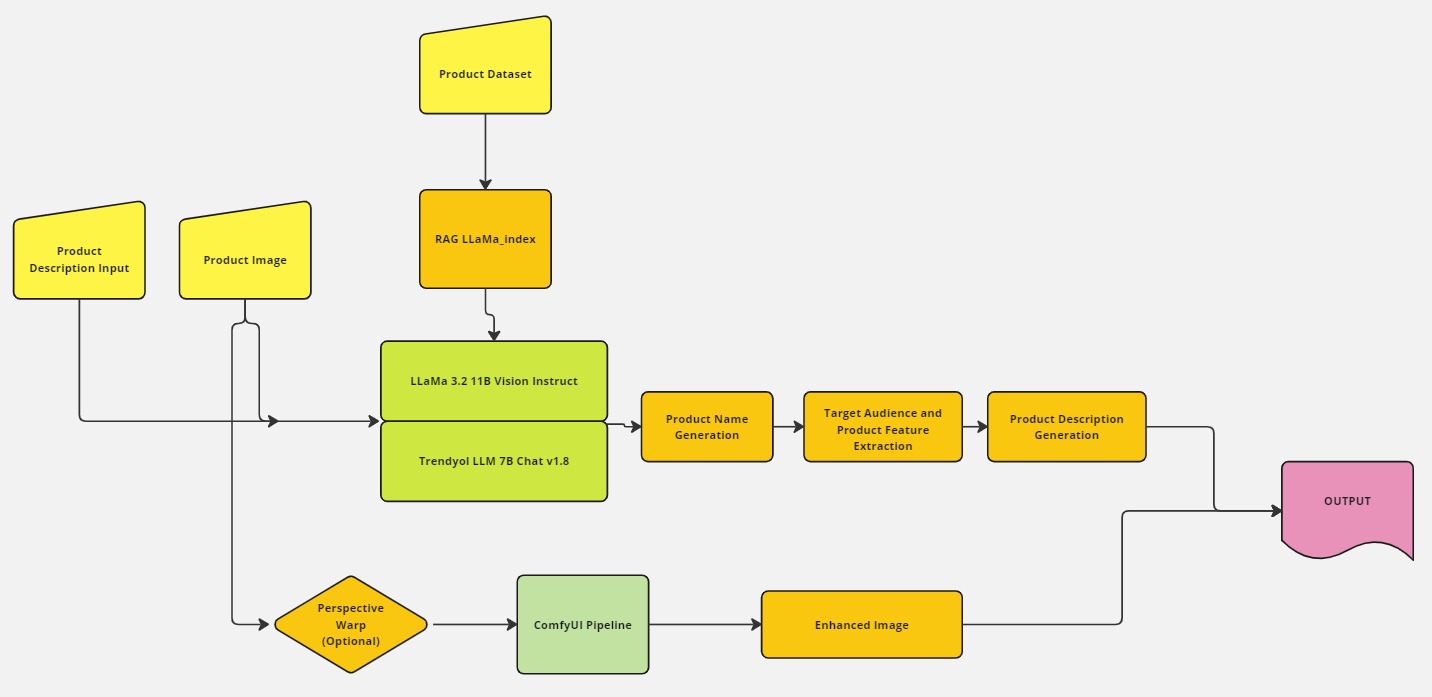 Product Dataset
RAG LLaMa_index
Product
Description Input
Product Image
LLaMa 3.2 11B Vision Instruct
Trendyol LLM 7B Chat v1.8
Product Name
Generation
Target Audience and
Product Feature
Extraction
Product Description
Generation
OUTPUT
Perspective
Warp
(Optional)
ComfyUI Pipeline
Enhanced Image